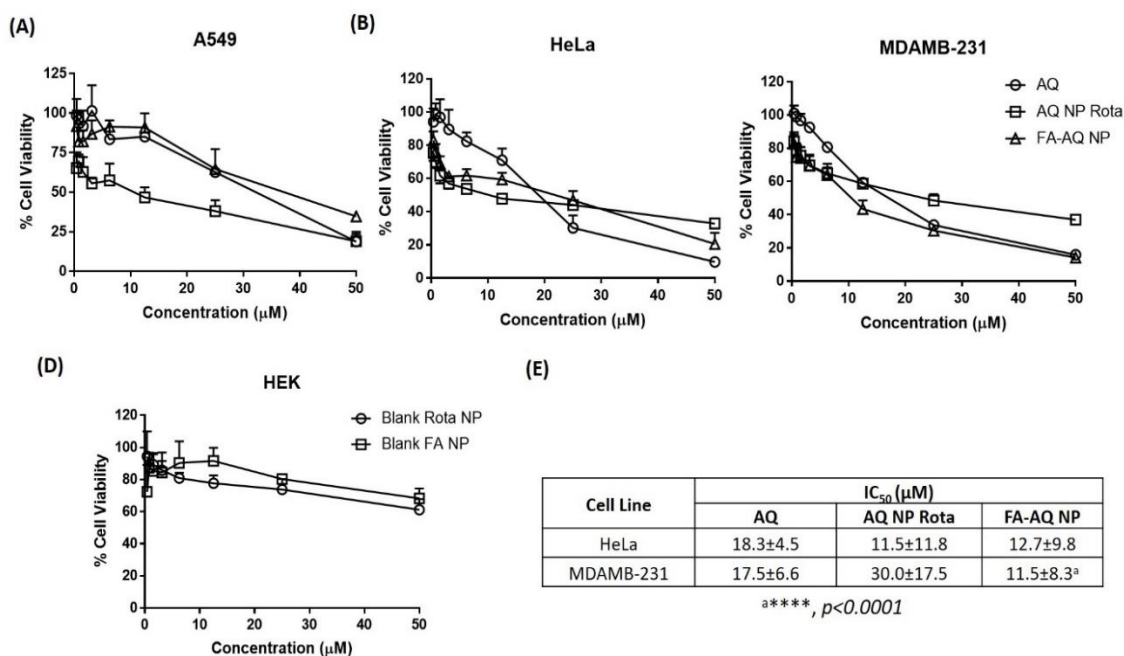 (A)
A549
% Cell Viability
125
100
75
50
25
0
0 10 20 30 40 50
Concentration (µM)
(B)
HeLa
% Cell Viability
120
100
80
60
40
20
0
0 10 20 30 40 50
Concentration (µM)
MDAMB-231
% Cell Viability
120
100
80
60
40
20
0
0 10 20 30 40 50
Concentration (µM)
AQ
AQ NP Rota
FA-AQ NP
(D)
HEK
% Cell Viability
120
100
80
60
40
20
0
0 10 20 30 40 50
Concentration (µM)
Blank Rota NP
Blank FA NP
(E)
Cell Line IC50 (µM)
AQ AQ NP Rota FA-AQ NP
HeLa 18.3±4.5 11.5±11.8 12.7±9.8
MDAMB-231 17.5±6.6 30.0±17.5 11.5±8.3a
a****, p<0.0001